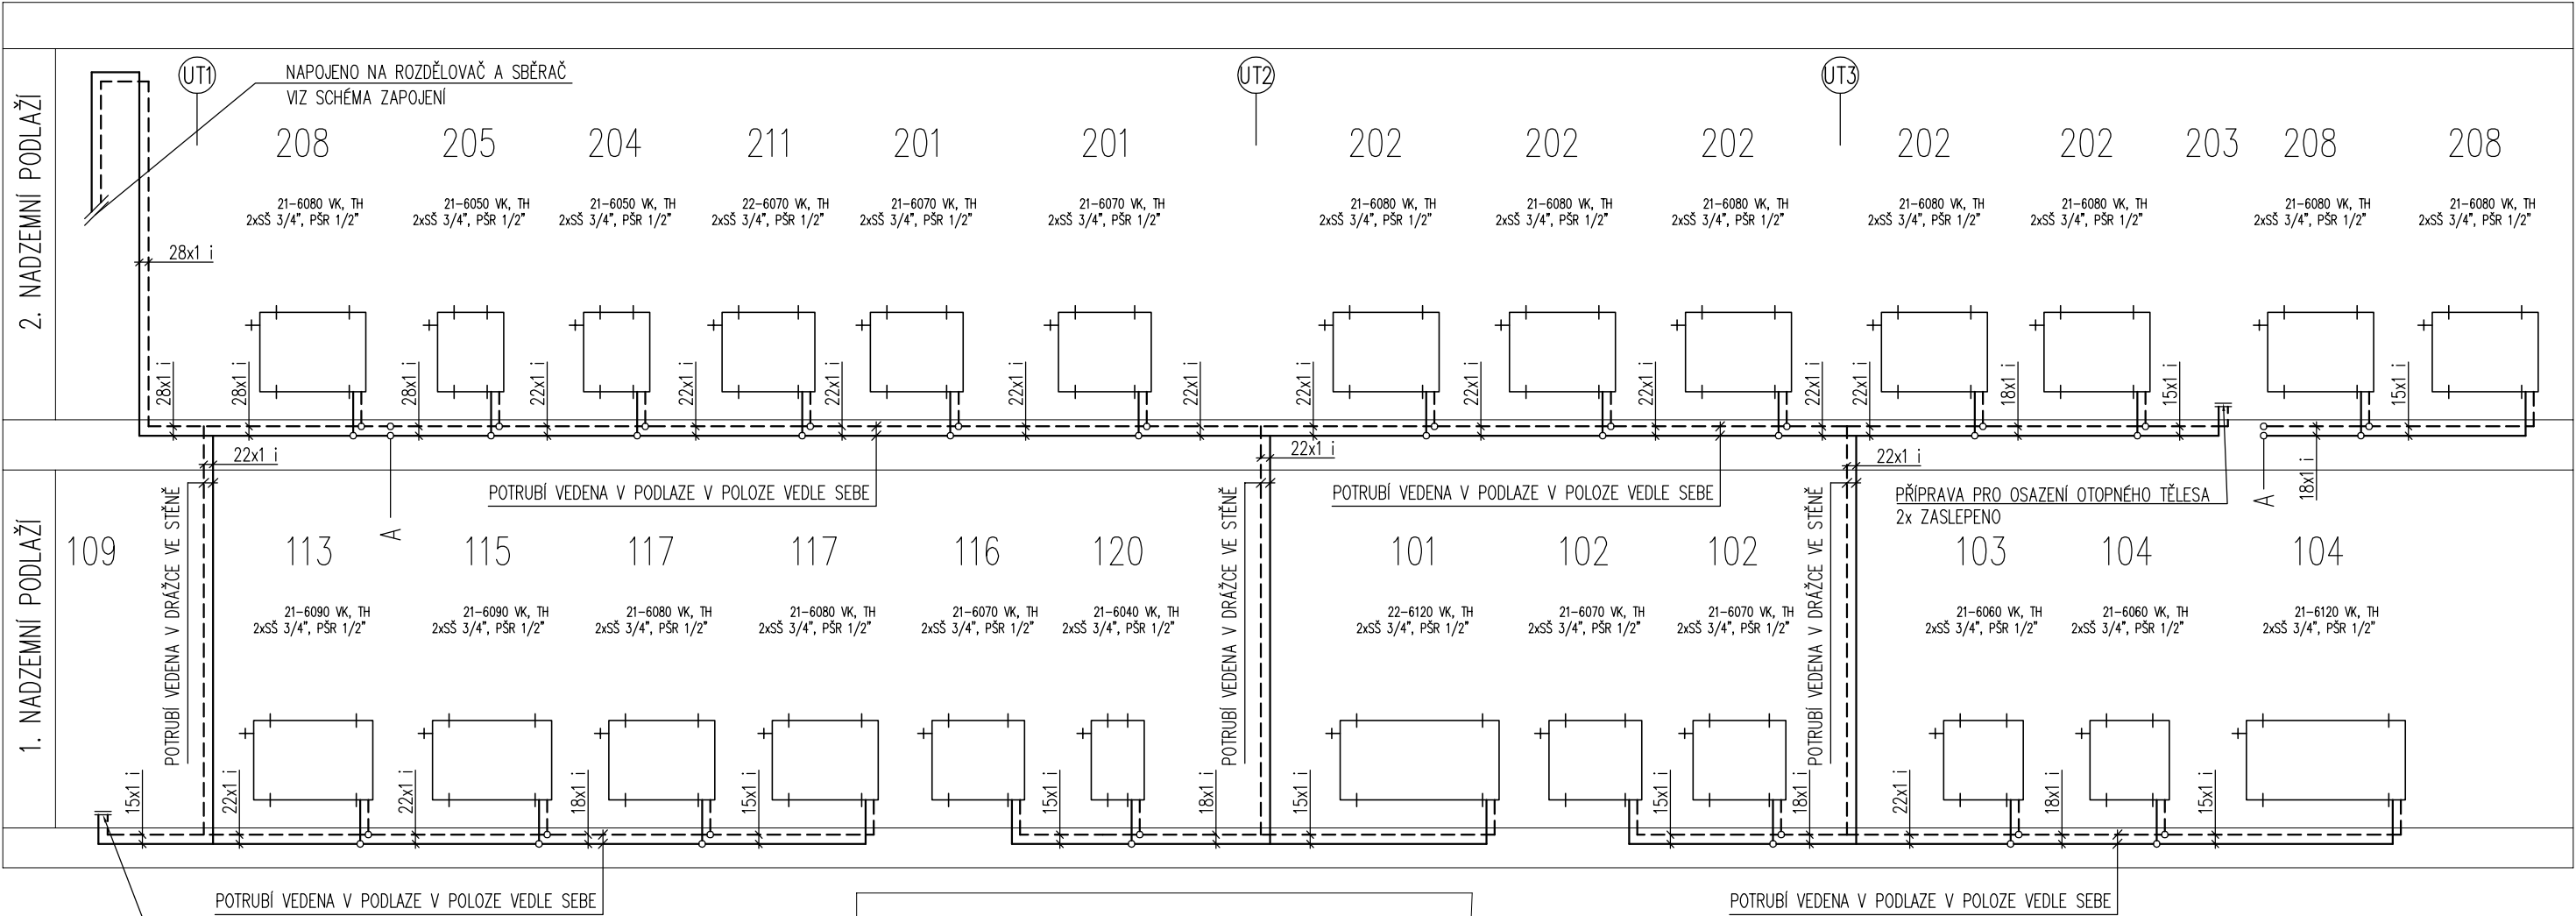 2. NADZEMNÍ PODLAŽÍ
UT1
NAPOJENO NA ROZDĚLOVAČ A SBĚRAČ
VIZ SCHÉMA ZAPOJENÍ
UT2
UT3
208
205
204
211
201
201
202
202
202
202
202
203
208
208
21-6080 VK, TH
2xSŠ 3/4", PŠR 1/2"
21-6050 VK, TH
2xSŠ 3/4", PŠR 1/2"
21-6050 VK, TH
2xSŠ 3/4", PŠR 1/2"
22-6070 VK, TH
2xSŠ 3/4", PŠR 1/2"
21-6070 VK, TH
2xSŠ 3/4", PŠR 1/2"
21-6070 VK, TH
2xSŠ 3/4", PŠR 1/2"
21-6080 VK, TH
2xSŠ 3/4", PŠR 1/2"
21-6080 VK, TH
2xSŠ 3/4", PŠR 1/2"
21-6080 VK, TH
2xSŠ 3/4", PŠR 1/2"
21-6080 VK, TH
2xSŠ 3/4", PŠR 1/2"
21-6080 VK, TH
2xSŠ 3/4", PŠR 1/2"
21-6080 VK, TH
2xSŠ 3/4", PŠR 1/2"
21-6080 VK, TH
2xSŠ 3/4", PŠR 1/2"
28x1 i
28x1 i
28x1 i
28x1 i
22x1 i
22x1 i
22x1 i
22x1 i
22x1 i
22x1 i
22x1 i
22x1 i
22x1 i
22x1 i
18x1 i
15x1 i
15x1 i
22x1 i
22x1 i
22x1 i
18x1 i
POTRUBÍ VEDENA V PODLAZE V POLOZE VEDLE SEBE
POTRUBÍ VEDENA V PODLAZE V POLOZE VEDLE SEBE
PŘÍPRAVA PRO OSAZENÍ OTOPNÉHO TĚLESA
2x ZASLEPENO
A
A
1. NADZEMNÍ PODLAŽÍ
POTRUBÍ VEDENA V DRÁŽCE VE STĚNĚ
POTRUBÍ VEDENA V DRÁŽCE VE STĚNĚ
POTRUBÍ VEDENA V DRÁŽCE VE STĚNĚ
109
113
115
117
117
116
120
101
102
102
103
104
104
21-6090 VK, TH
2xSŠ 3/4", PŠR 1/2"
21-6090 VK, TH
2xSŠ 3/4", PŠR 1/2"
21-6080 VK, TH
2xSŠ 3/4", PŠR 1/2"
21-6080 VK, TH
2xSŠ 3/4", PŠR 1/2"
21-6070 VK, TH
2xSŠ 3/4", PŠR 1/2"
21-6040 VK, TH
2xSŠ 3/4", PŠR 1/2"
22-6120 VK, TH
2xSŠ 3/4", PŠR 1/2"
21-6070 VK, TH
2xSŠ 3/4", PŠR 1/2"
21-6070 VK, TH
2xSŠ 3/4", PŠR 1/2"
21-6060 VK, TH
2xSŠ 3/4", PŠR 1/2"
21-6060 VK, TH
2xSŠ 3/4", PŠR 1/2"
21-6120 VK, TH
2xSŠ 3/4", PŠR 1/2"
15x1 i
22x1 i
22x1 i
18x1 i
15x1 i
15x1 i
18x1 i
15x1 i
15x1 i
18x1 i
22x1 i
18x1 i
15x1 i
POTRUBÍ VEDENA V PODLAZE V POLOZE VEDLE SEBE
POTRUBÍ VEDENA V PODLAZE V POLOZE VEDLE SEBE